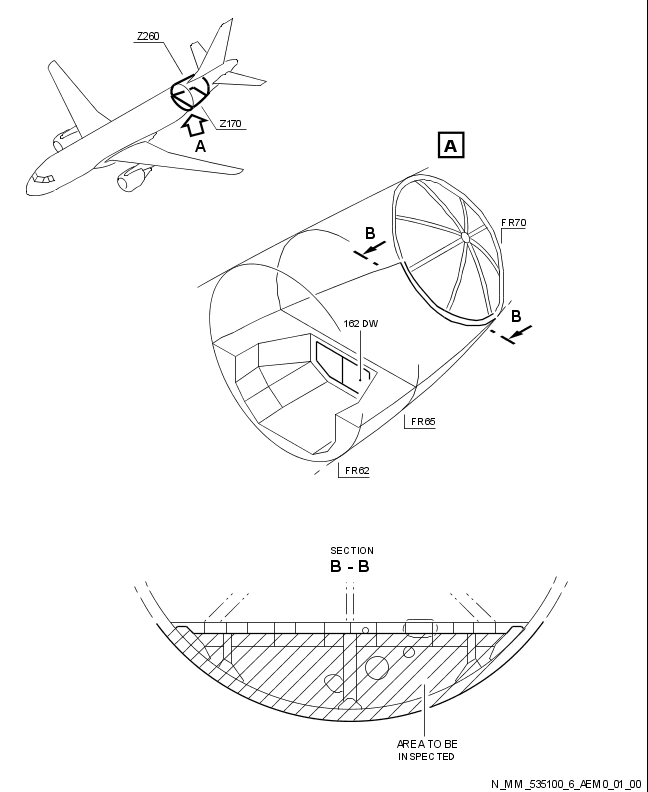 Z260
Z170
A
A
FR70
B
B
162 DW
FR65
FR62
SECTION
B - B
AREA TO BE
INSPECTED
N_MM_535100_6_AEM0_01_00